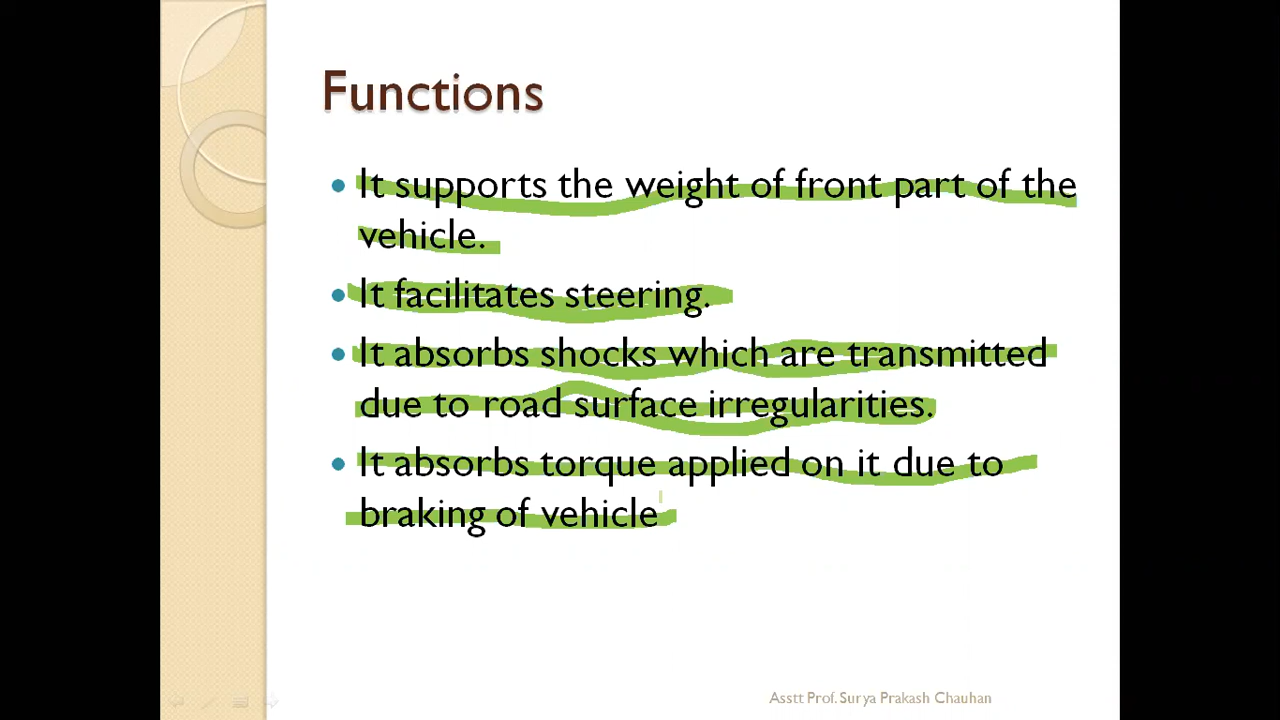 Functions
It supports the weight of front part of the
vehicle.
It facilitates steering.
It absorbs shocks which are transmitted
due to road surface irregularities.
It absorbs torque applied on it due to
braking of vehicle
Asstt Prof. Surya Prakash Chauhan